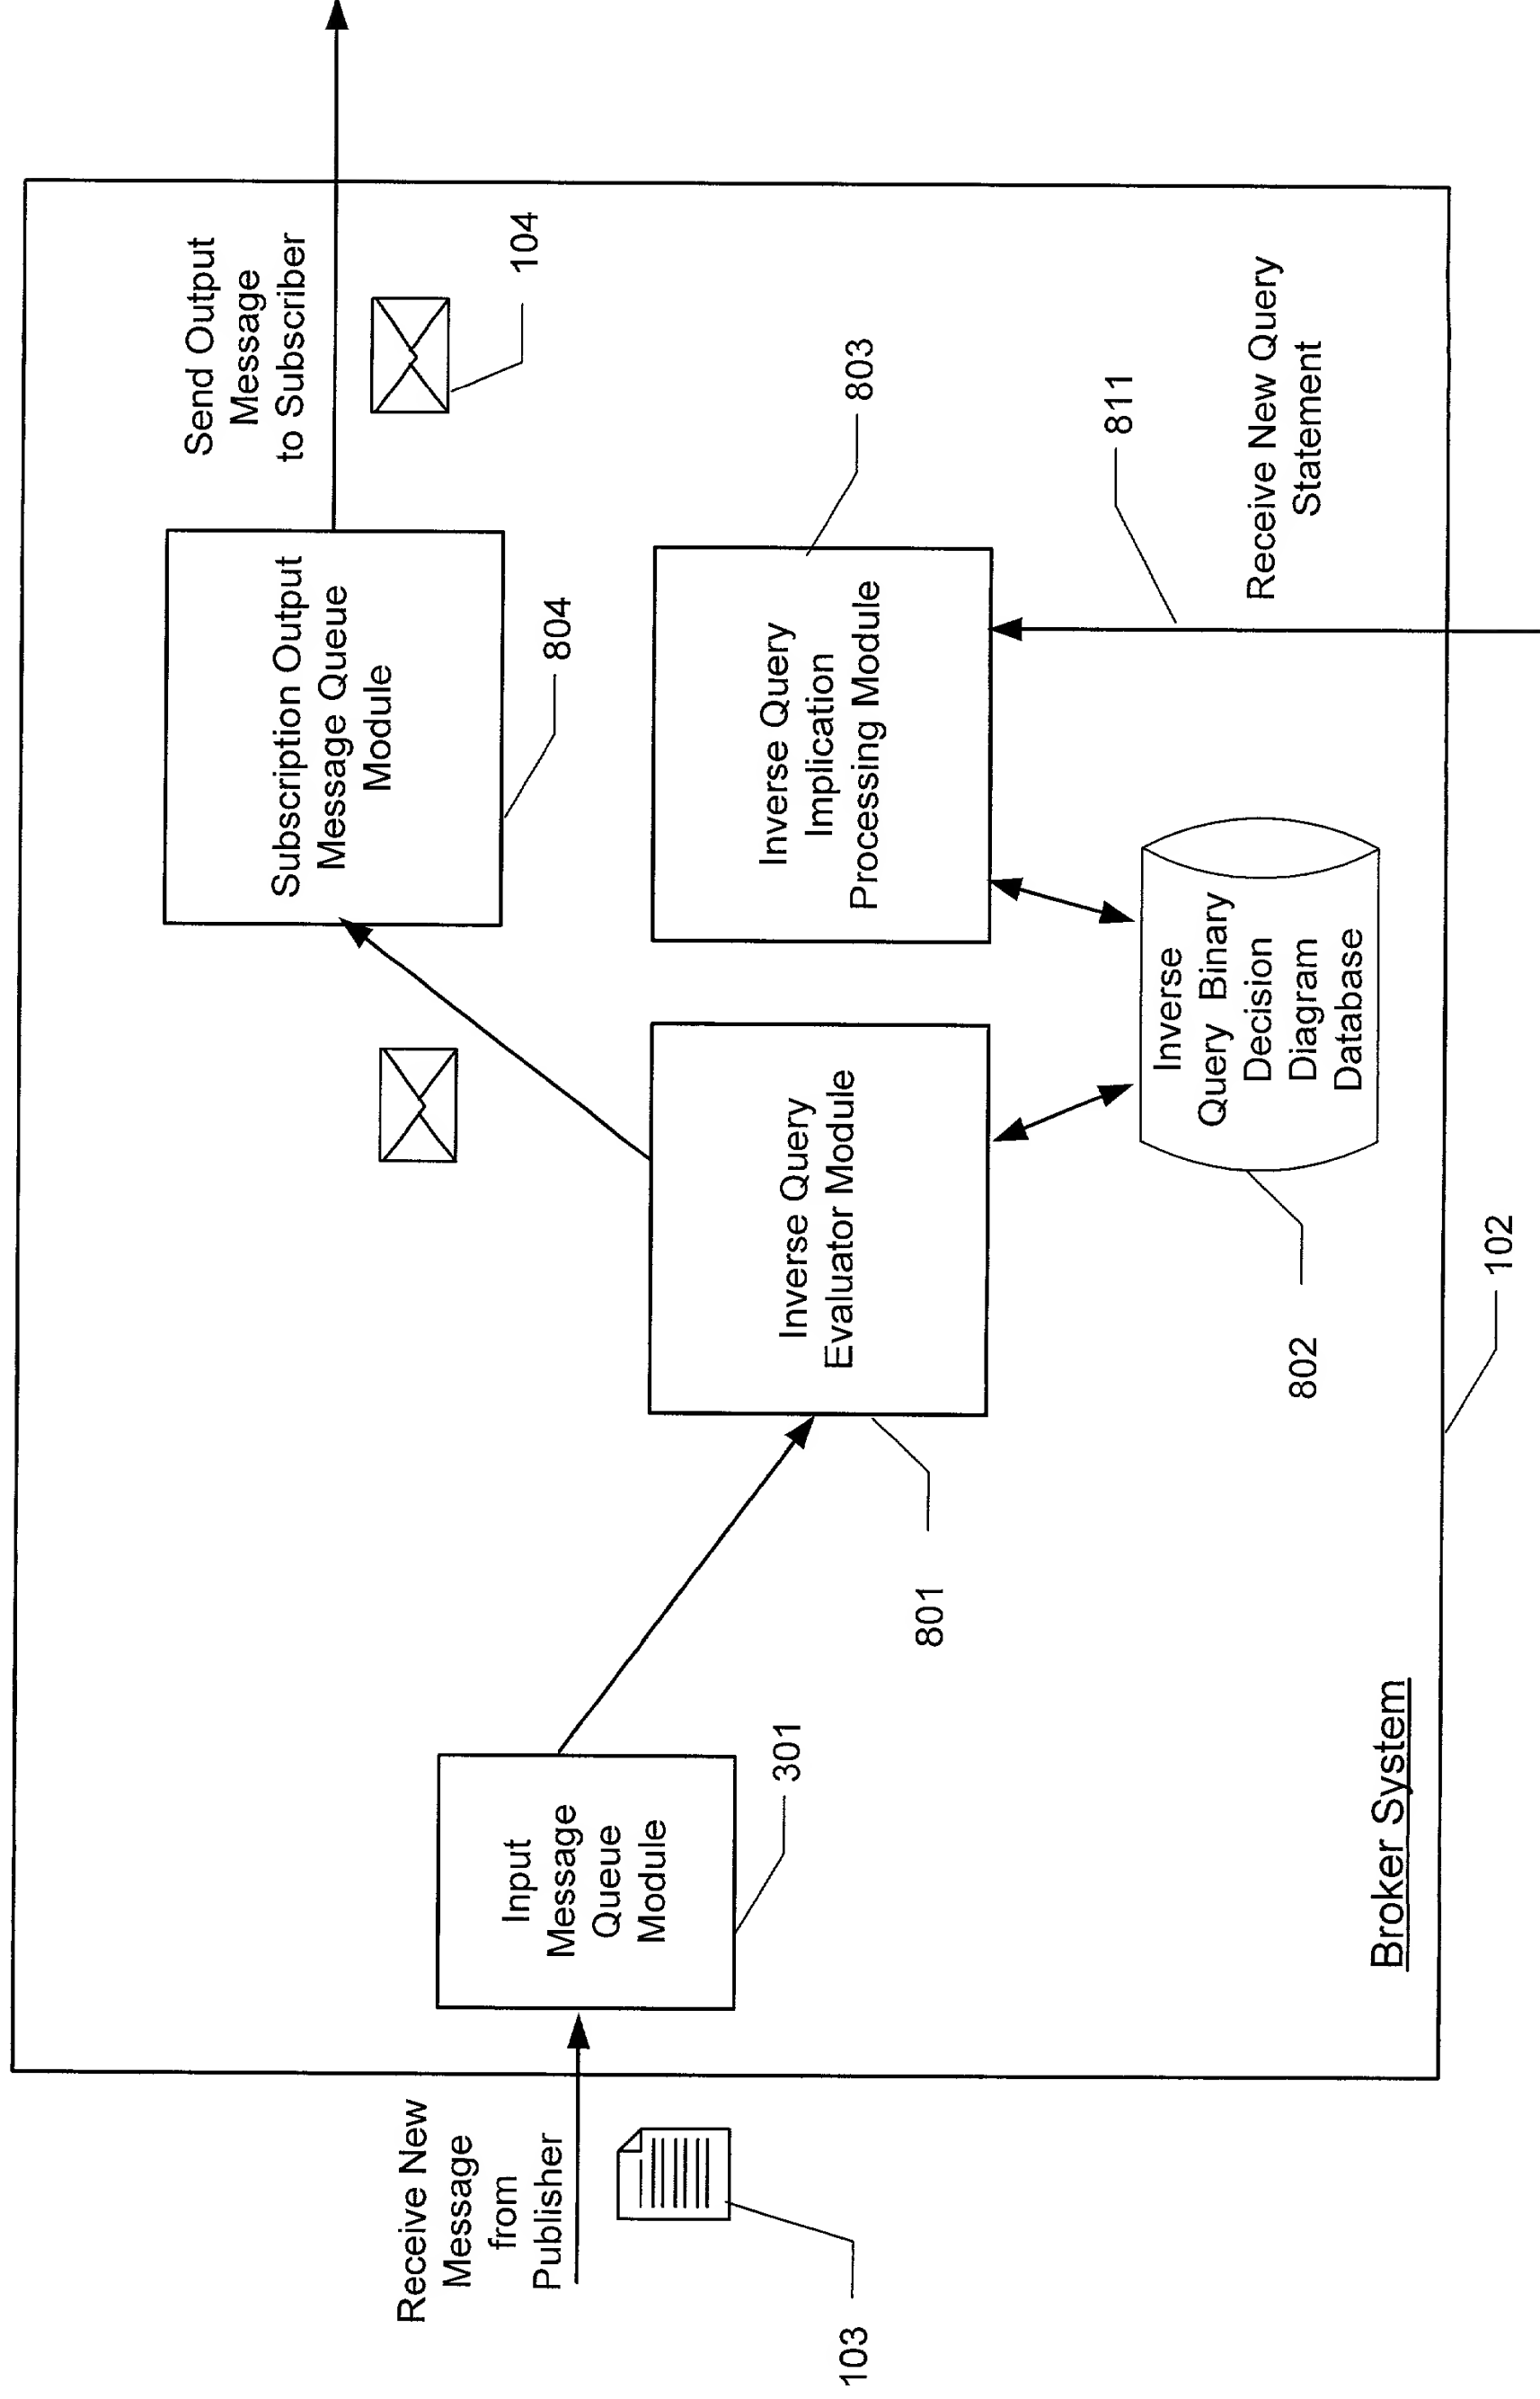 Receive New
Message
from
Publisher
103
Input
Message
Queue
Module
301
Inverse Query
Evaluator Module
801
Subscription Output
Message Queue
Module
804
Send Output
Message
to Subscriber
104
Inverse Query
Implication
Processing Module
803
Inverse
Query Binary
Decision
Diagram
Database
802
811
Receive New Query
Statement
Broker System
102